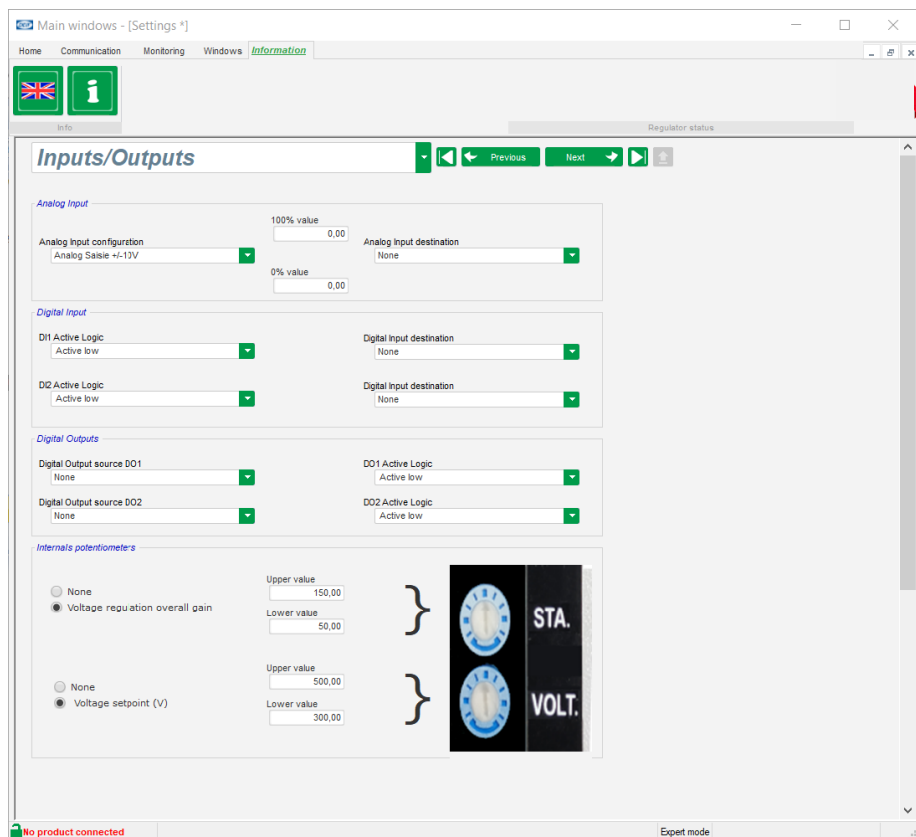 Main windows - [Settings *]
Home Communication Monitoring Windows Information
Info
Regulator status
Inputs/Outputs
Previous Next
Analog Input
100% value
0,00
Analog Input configuration
Analog Saisie +/-10V
Analog Input destination
None
0% value
0,00
Digital Input
DI1 Active Logic
Active low
Digital Input destination
None
DI2 Active Logic
Active low
Digital Input destination
None
Digital Outputs
Digital Output source DO1
None
DO1 Active Logic
Active low
Digital Output source DO2
None
DO2 Active Logic
Active low
Internals potentiometers
None
Voltage regulation overall gain
Upper value
150,00
Lower value
50,00
STA.
None
Voltage setpoint (V)
Upper value
500,00
Lower value
300,00
VOLT.
No product connected
Expert mode